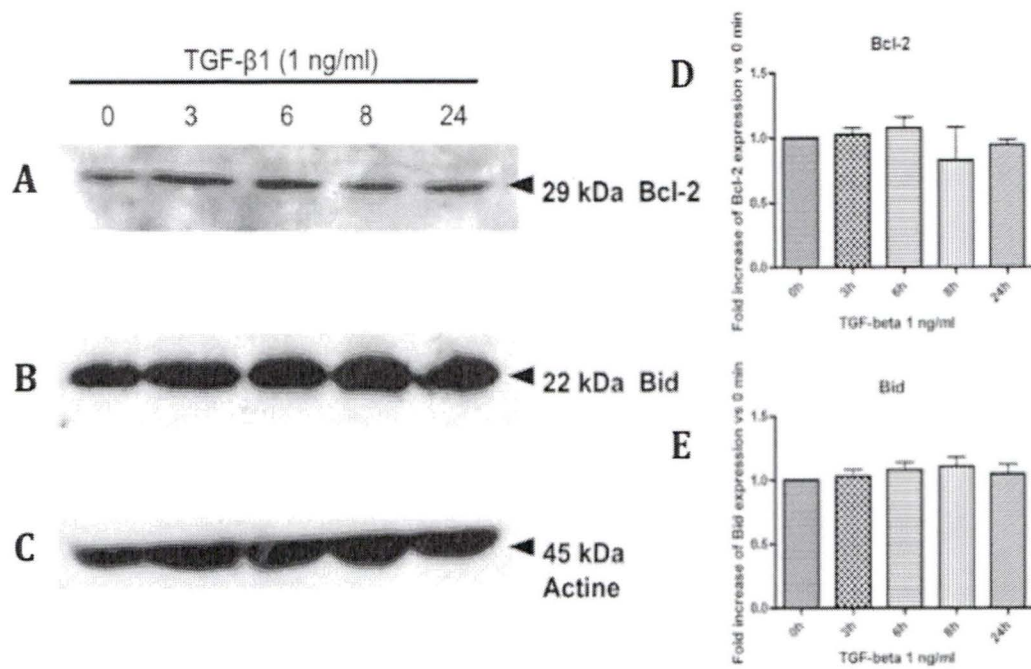 TGF-β1 (1 ng/ml)
0 3 6 8 24
A
29 kDa Bcl-2
B
22 kDa Bid
C
45 kDa
Actine
D
Bcl-2
Fold increase of Bcl-2 expression vs 0 min
1.5
1.0
0.5
0.0
0h 3h 6h 8h 24h
TGF-beta 1 ng/ml
E
Bid
Fold increase of Bid expression vs 0 min
1.5
1.0
0.5
0.0
0h 3h 6h 8h 24h
TGF-beta 1 ng/ml